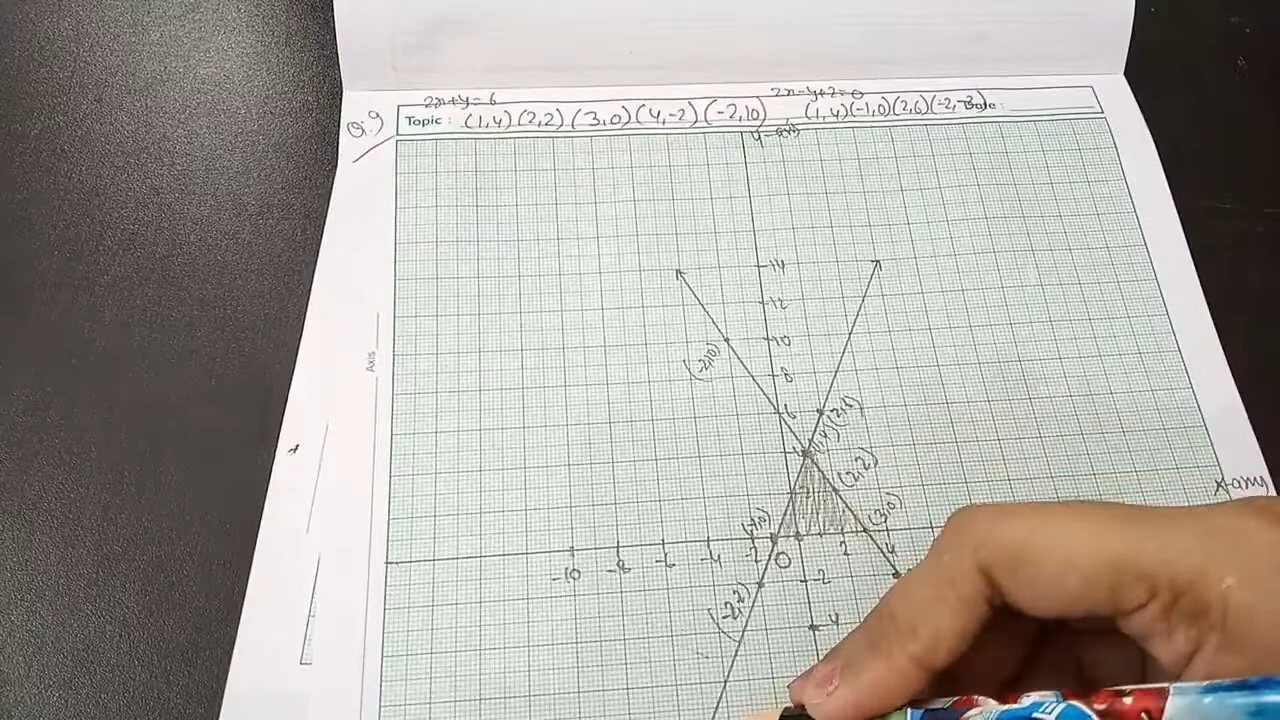 2x+y=6
2x-y+2=0
Q.9
Topic : (1,4) (2,2) (3,0) (4,-2) (-2,10) , (1,4) (-1,0) (2,6) (-2,-2)
y-axis
14
12
10
(-2,10)
8
6
(2,6)
4
(1,4)
(2,2)
x-axis
(-1,0)
(3,0)
-10 -8 -6 -4 -2 0 2 4
-2
(-2,-2)
-4
Axis